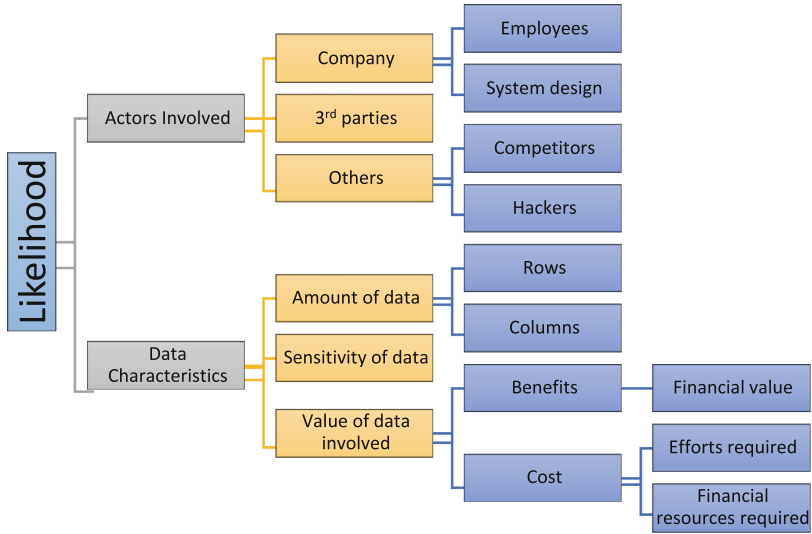 Likelihood
Actors Involved
Company
Employees
System design
3rd parties
Others
Competitors
Hackers
Data
Characteristics
Amount of data
Rows
Columns
Sensitivity of data
Value of data
involved
Benefits
Financial value
Cost
Efforts required
Financial
resources required